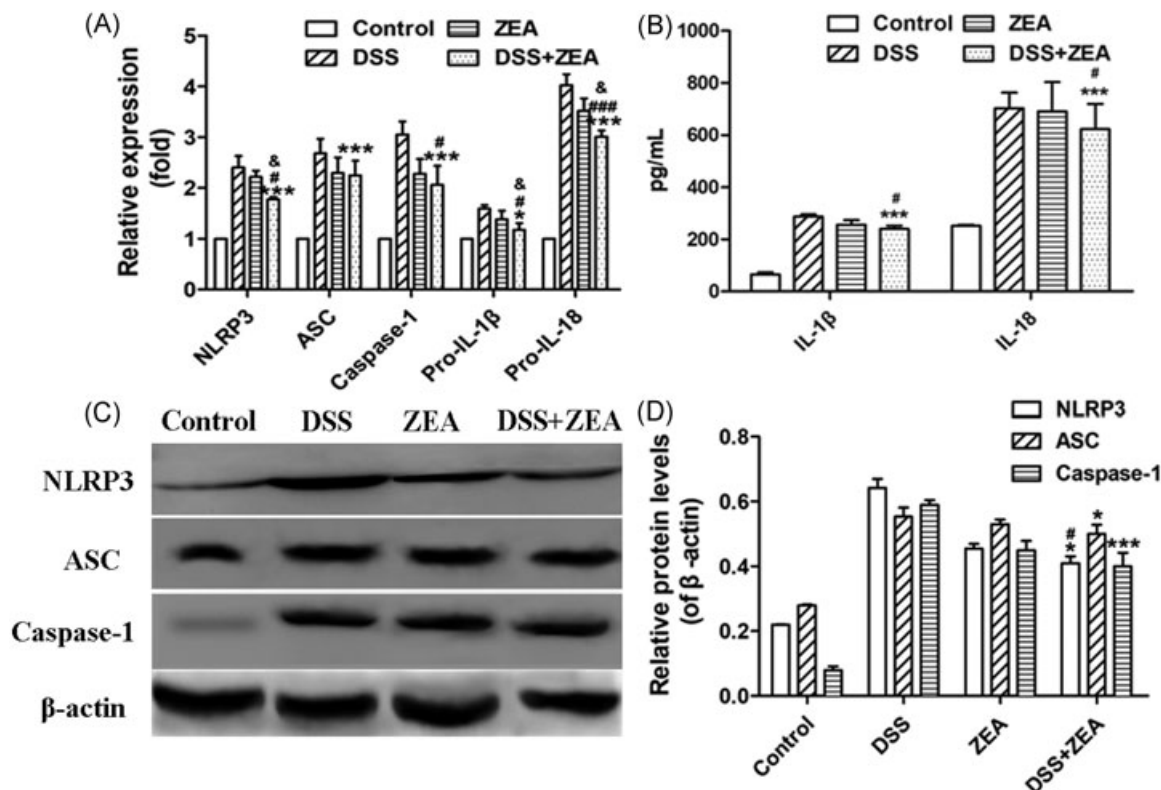 (A)
Control ZEA
DSS DSS+ZEA
Relative expression
(fold)
5
4
3
2
1
0
&
#
***
***
#
***
&
#
*
&
###
***
NLRP3 ASC Caspase-1 Pro-IL-1β Pro-IL-18
(B)
Control ZEA
DSS DSS+ZEA
pg/mL
1000
800
600
400
200
0
#
***
#
***
IL-1β IL-18
(C)
Control DSS ZEA DSS+ZEA
NLRP3
ASC
Caspase-1
β-actin
(D)
NLRP3
ASC
Caspase-1
Relative protein levels
(of β -actin)
0.8
0.6
0.4
0.2
0.0
#
*
*
***
Control DSS ZEA DSS+ZEA